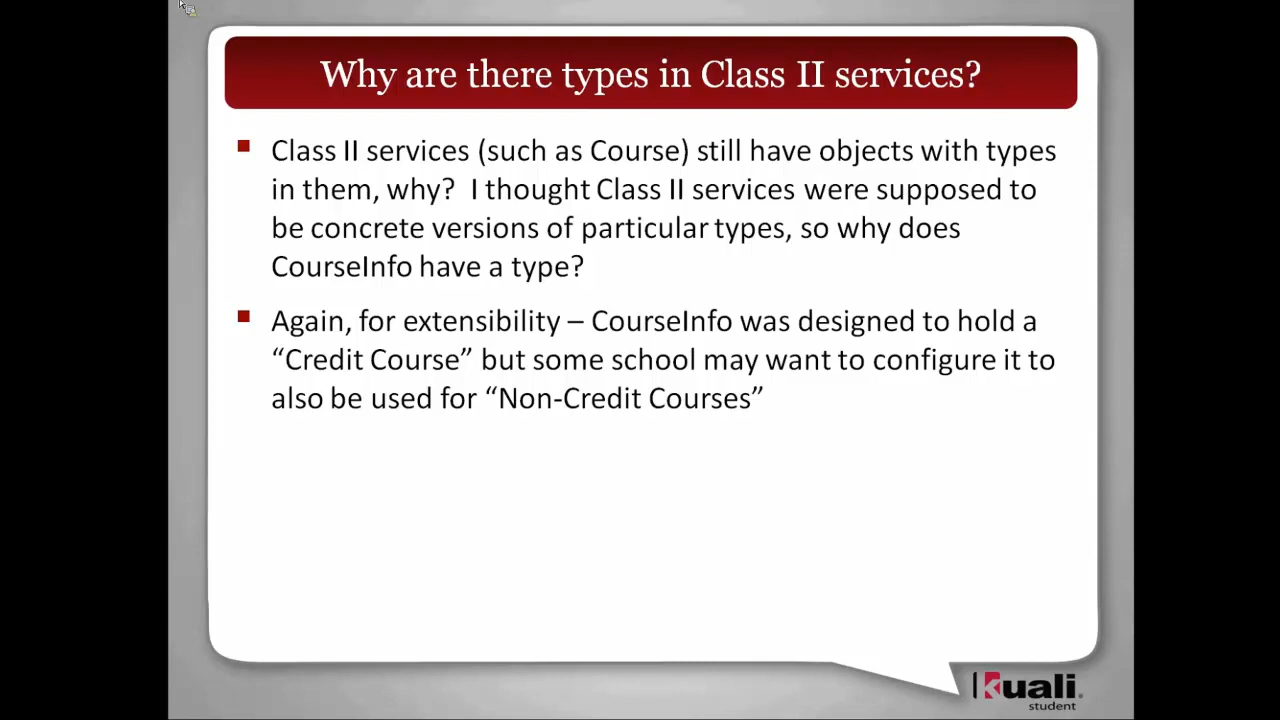 Why are there types in Class II services?
Class II services (such as Course) still have objects with types
in them, why?  I thought Class II services were supposed to
be concrete versions of particular types, so why does
CourseInfo have a type?
Again, for extensibility – CourseInfo was designed to hold a
“Credit Course” but some school may want to configure it to
also be used for “Non-Credit Courses”
kuali
student